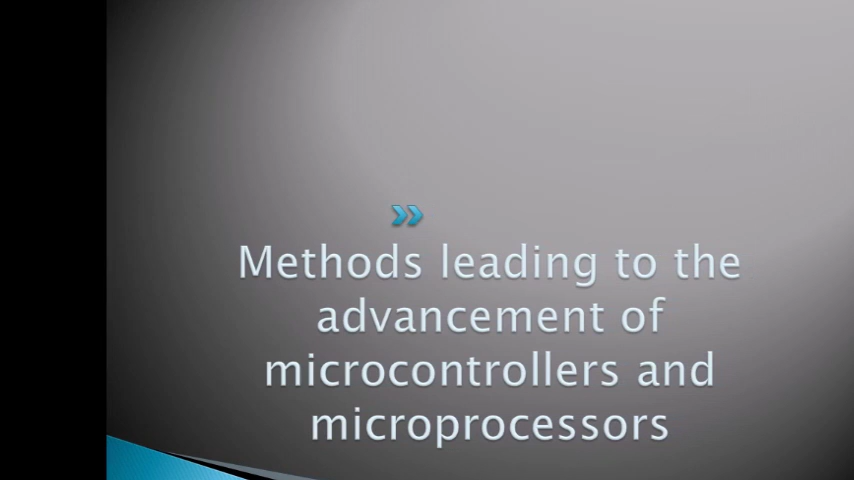 Methods leading to the
advancement of
microcontrollers and
microprocessors